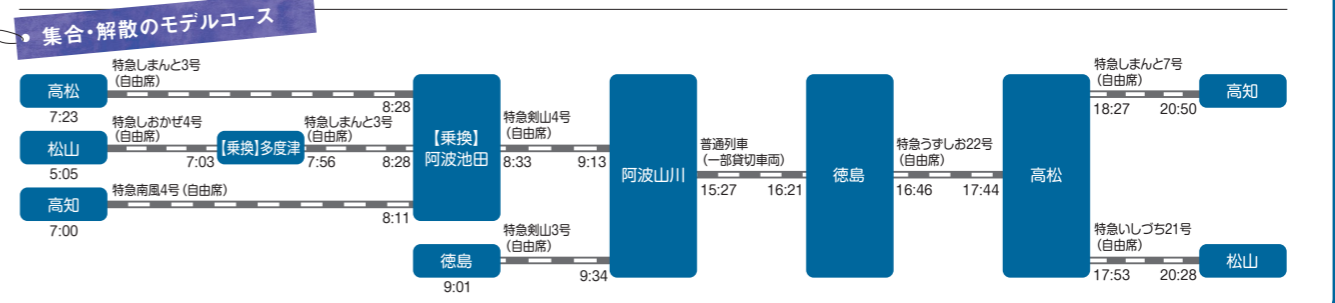 集合・解散のモデルコース
高松
7:23
特急しまんと3号
(自由席)
8:28
松山
5:05
特急しおかぜ4号
(自由席)
7:03
【乗換】多度津
特急しまんと3号
(自由席)
7:56
8:28
高知
7:00
特急南風4号(自由席)
8:11
【乗換】
阿波池田
特急剣山4号
(自由席)
8:33
9:13
徳島
9:01
特急剣山3号
(自由席)
9:34
阿波山川
普通列車
(一部貸切車両)
15:27
16:21
徳島
特急うずしお22号
(自由席)
16:46
17:44
高松
特急しまんと7号
(自由席)
18:27
20:50
高知
特急いしづち21号
(自由席)
17:53
20:28
松山